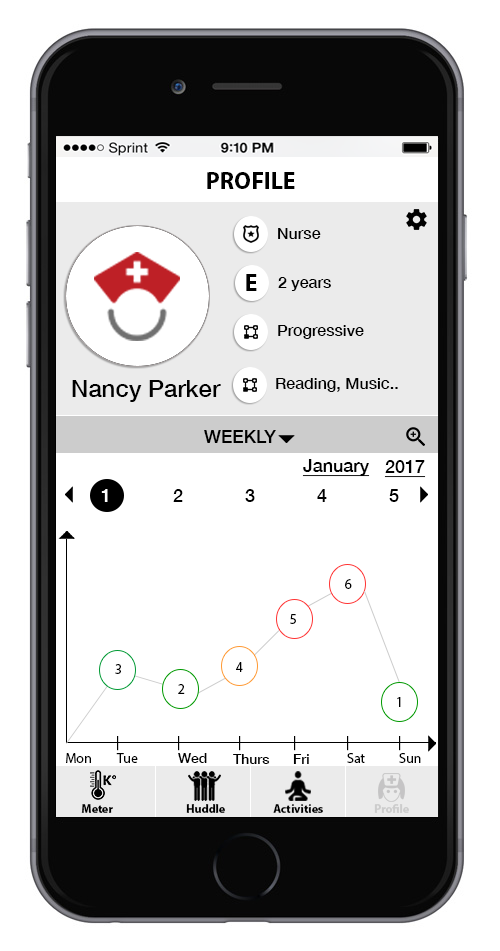 Sprint 9:10 PM
PROFILE
Nurse
E 2 years
Progressive
Nancy Parker
Reading, Music..
WEEKLY
January 2017
1 2 3 4 5
6
5
4
3
2
1
Mon Tue Wed Thurs Fri Sat Sun
K°
Meter Huddle Activities Profile